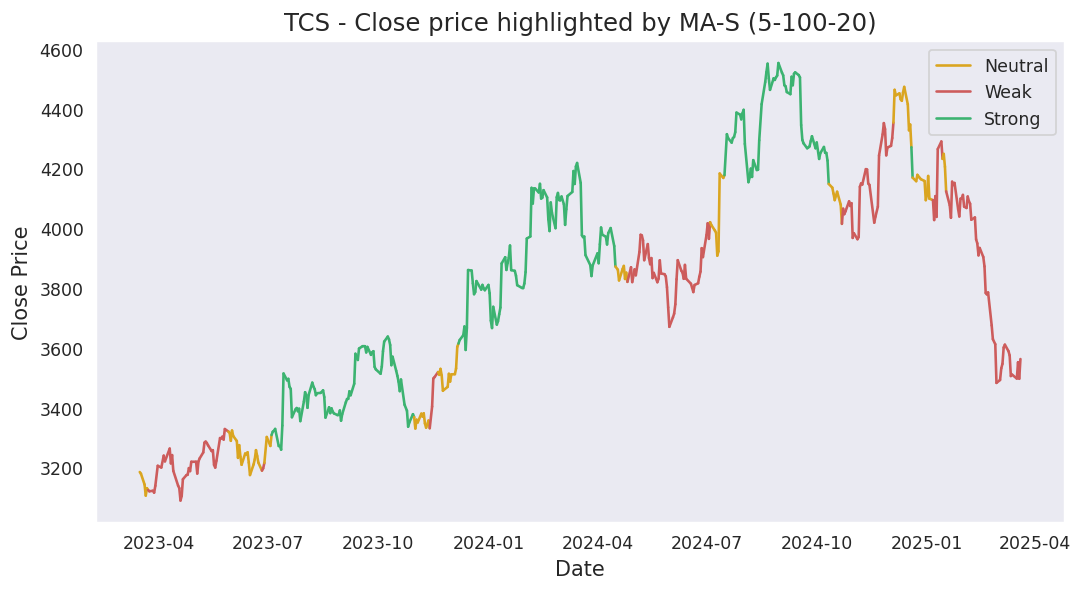 TCS - Close price highlighted by MA-S (5-100-20)
Neutral
Weak
Strong
Close Price
4600
4400
4200
4000
3800
3600
3400
3200
2023-04 2023-07 2023-10 2024-01 2024-04 2024-07 2024-10 2025-01 2025-04
Date